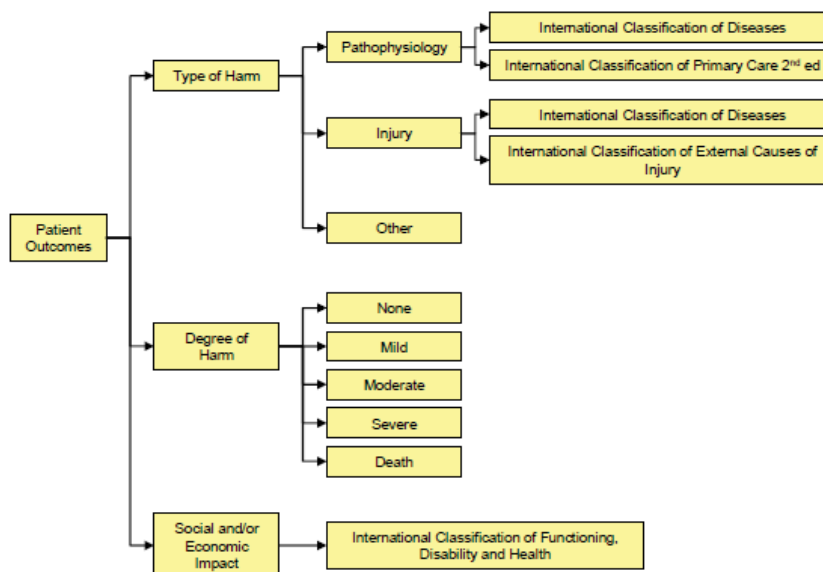 International Classification of Diseases
Pathophysiology
International Classification of Primary Care 2nd ed
Type of Harm
International Classification of Diseases
Injury
International Classification of External Causes of
Injury
Other
Patient
Outcomes
None
Degree of
Harm
Mild
Moderate
Severe
Death
Social and/or
Economic
Impact
International Classification of Functioning,
Disability and Health